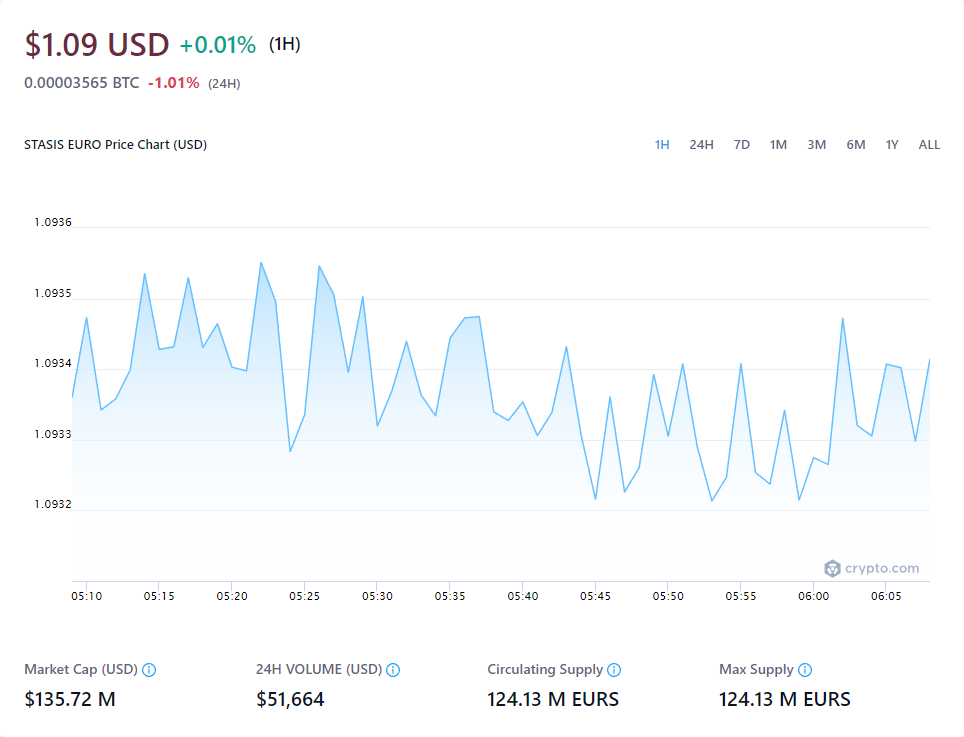 $1.09 USD +0.01% (1H)
0.00003565 BTC -1.01% (24H)
STASIS EURO Price Chart (USD) 1H 24H 7D 1M 3M 6M 1Y ALL
1.0936
1.0935
1.0934
1.0933
1.0932
crypto.com
05:10 05:15 05:20 05:25 05:30 05:35 05:40 05:45 05:50 05:55 06:00 06:05
Market Cap (USD) 24H VOLUME (USD) Circulating Supply Max Supply
$135.72 M $51,664 124.13 M EURS 124.13 M EURS